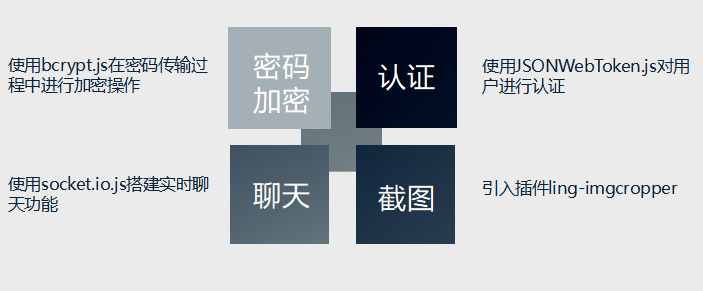 使用bcrypt.js在密码传输过
程中进行加密操作
密码
加密
认证
使用JSONWebToken.js对用
户进行认证
使用socket.io.js搭建实时聊
天功能
聊天
截图
引入插件ling-imgcropper